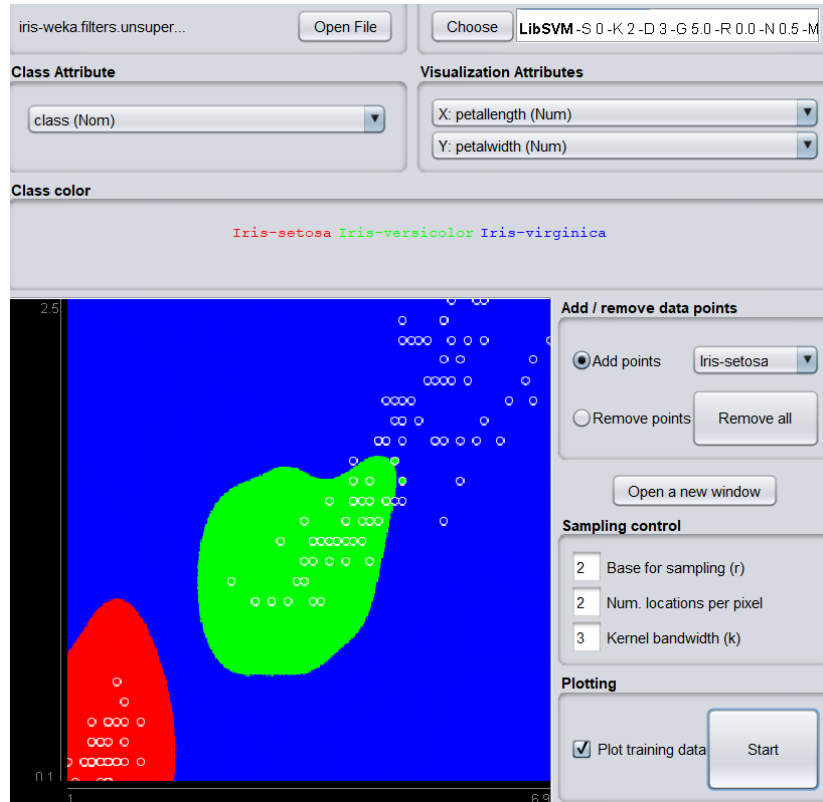 iris-weka.filters.unsuper... Open File Choose LibSVM -S 0 -K 2 -D 3 -G 5.0 -R 0.0 -N 0.5 -M
Class Attribute
Visualization Attributes
class (Nom)
X: petallength (Num)
Y: petalwidth (Num)
Class color
Iris-setosa Iris-versicolor Iris-virginica
2.5
0.1
1
6.9
Add / remove data points
Add points Iris-setosa
Remove points Remove all
Open a new window
Sampling control
2 Base for sampling (r)
2 Num. locations per pixel
3 Kernel bandwidth (k)
Plotting
Plot training data Start